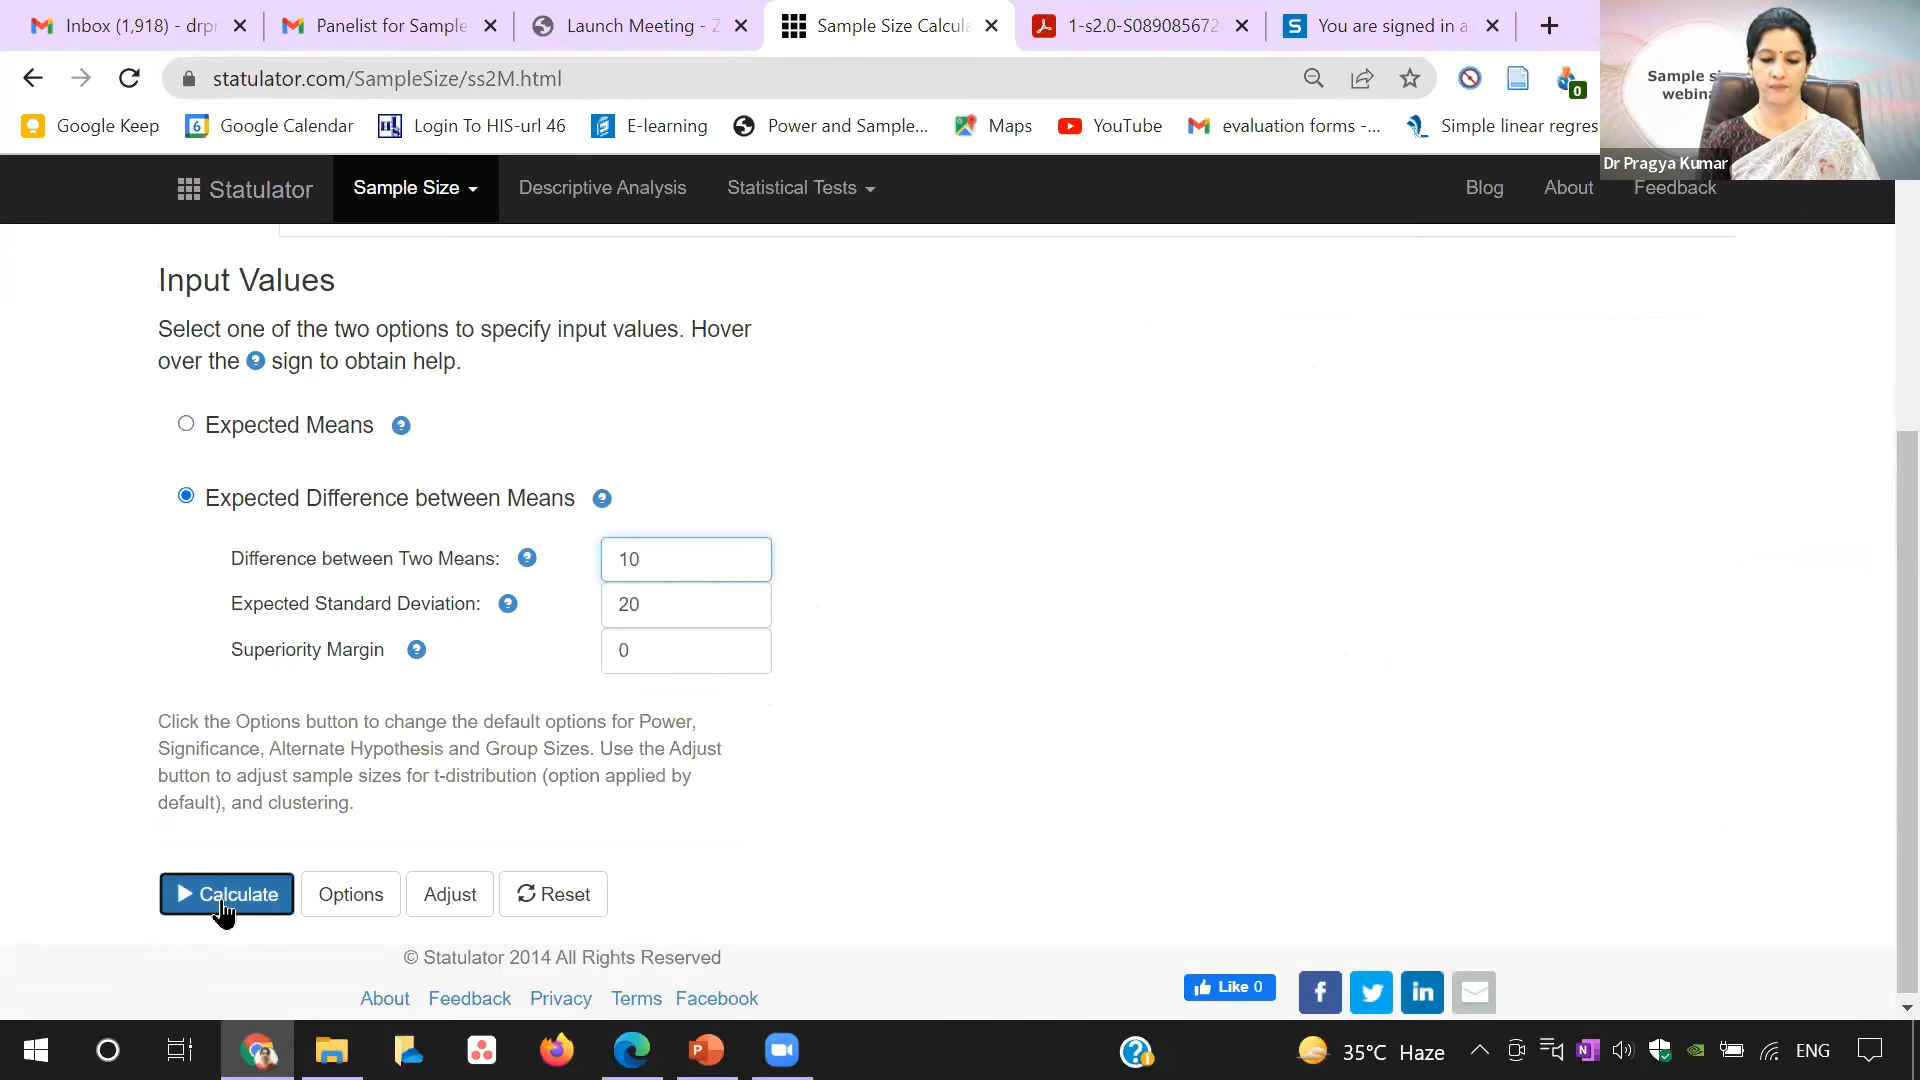 Inbox (1,918) - drpr
Panelist for Sample
Launch Meeting - Z
Sample Size Calcula
1-s2.0-S089085672
You are signed in a
statulator.com/SampleSize/ss2M.html
0
Google Keep
6
Google Calendar
Login To HIS-url 46
E-learning
Power and Sample...
Maps
YouTube
evaluation forms -...
Simple linear regres
Sample si
webina
Dr Pragya Kumar
Statulator
Sample Size
Descriptive Analysis
Statistical Tests
Blog
About
Feedback
Input Values
Select one of the two options to specify input values. Hover
over the ? sign to obtain help.
Expected Means ?
Expected Difference between Means ?
Difference between Two Means: ? 10
Expected Standard Deviation: ? 20
Superiority Margin ? 0
Click the Options button to change the default options for Power,
Significance, Alternate Hypothesis and Group Sizes. Use the Adjust
button to adjust sample sizes for t-distribution (option applied by
default), and clustering.
Calculate
Options
Adjust
Reset
© Statulator 2014 All Rights Reserved
About Feedback Privacy Terms Facebook
Like 0
35°C Haze
ENG